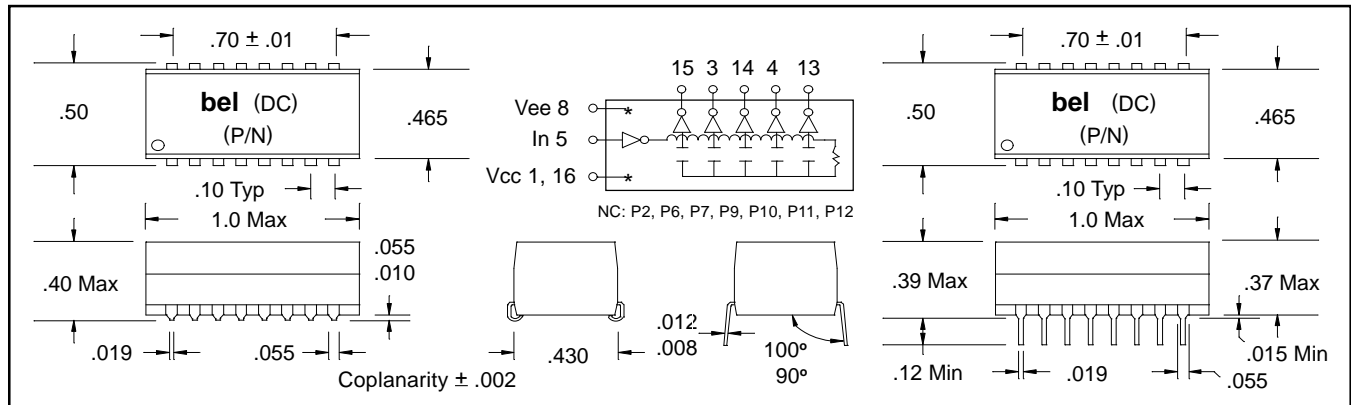 .70 ± .01
.50
bel (DC)
(P/N)
.465
.10 Typ
1.0 Max
.40 Max
.055
.010
.019
.055
Coplanarity ± .002
15 3 14 4 13
Vee 8
*
In 5
Vcc 1, 16
*
NC: P2, P6, P7, P9, P10, P11, P12
.430
.012
.008
100º
90º
.70 ± .01
.50
bel (DC)
(P/N)
.465
.10 Typ
1.0 Max
.39 Max
.37 Max
.12 Min
.019
.015 Min
.055